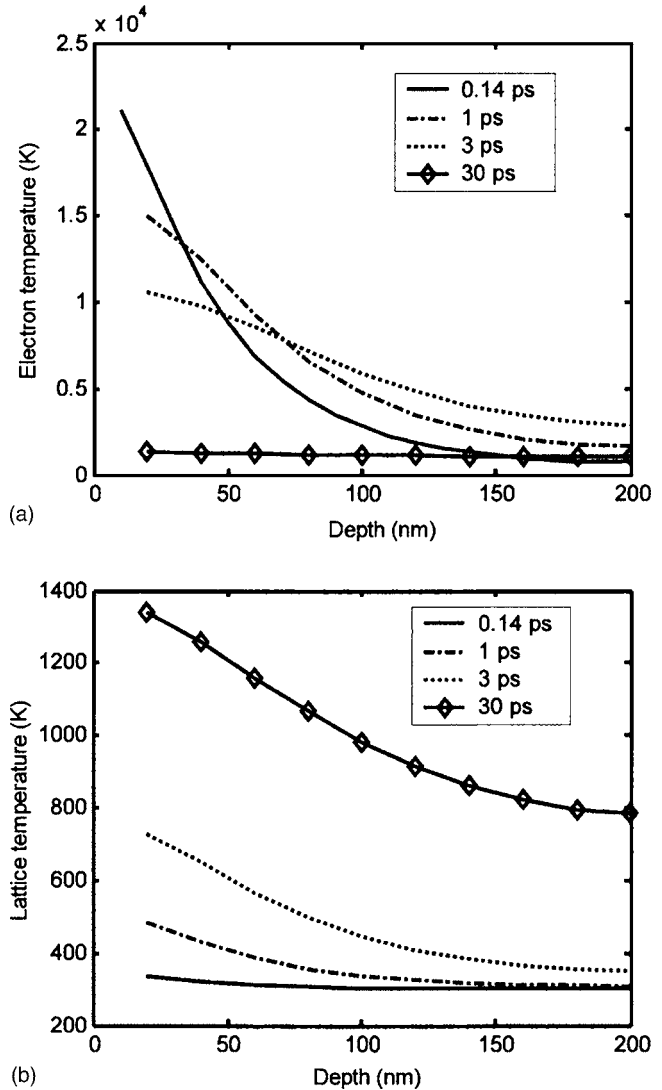 x 10^4
2.5
2
1.5
1
0.5
0
Electron temperature (K)
0.14 ps
1 ps
3 ps
30 ps
0 50 100 150 200
Depth (nm)
(a)
1400
1200
1000
800
600
400
200
Lattice temperature (K)
0.14 ps
1 ps
3 ps
30 ps
0 50 100 150 200
Depth (nm)
(b)